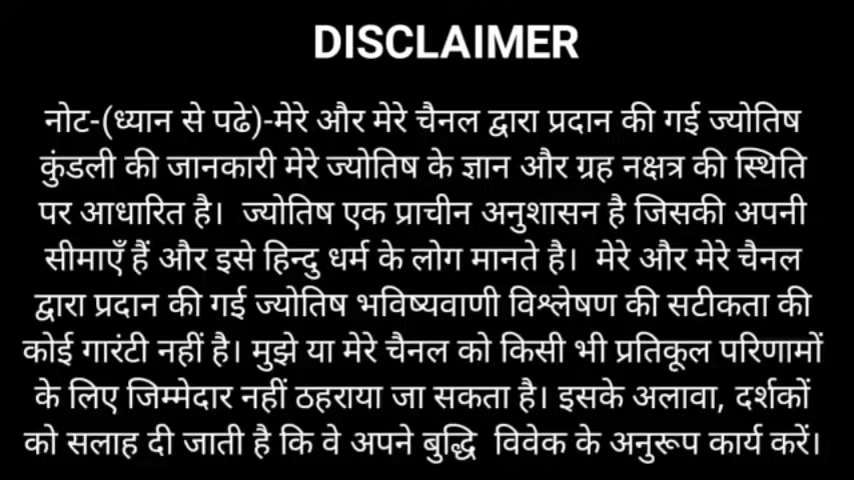 DISCLAIMER
नोट-(ध्यान से पढे)-मेरे और मेरे चैनल द्वारा प्रदान की गई ज्योतिष
कुंडली की जानकारी मेरे ज्योतिष के ज्ञान और ग्रह नक्षत्र की स्थिति
पर आधारित है।  ज्योतिष एक प्राचीन अनुशासन है जिसकी अपनी
सीमाएँ हैं और इसे हिन्दु धर्म के लोग मानते है।  मेरे और मेरे चैनल
द्वारा प्रदान की गई ज्योतिष भविष्यवाणी विश्लेषण की सटीकता की
कोई गारंटी नहीं है। मुझे या मेरे चैनल को किसी भी प्रतिकूल परिणामों
के लिए जिम्मेदार नहीं ठहराया जा सकता है। इसके अलावा, दर्शकों
को सलाह दी जाती है कि वे अपने बुद्धि  विवेक के अनुरूप कार्य करें।